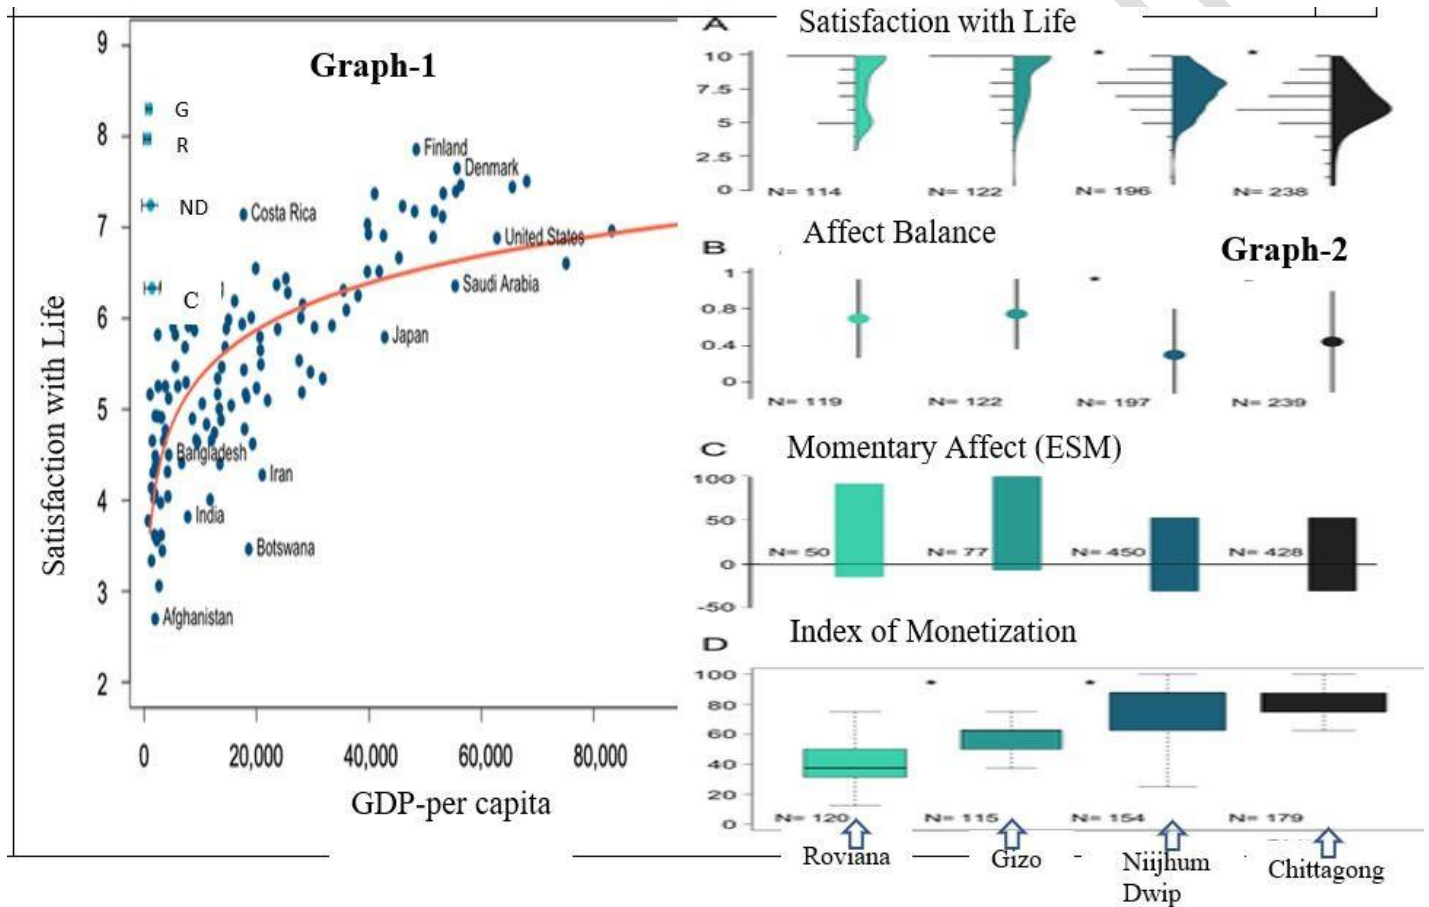 Graph-1
Satisfaction with Life
9
8
7
6
5
4
3
2
G
R
ND
C
Finland
Denmark
Costa Rica
United States
Saudi Arabia
Japan
Bangladesh
Iran
India
Botswana
Afghanistan
0
20,000
40,000
60,000
80,000
GDP-per capita
A
Satisfaction with Life
10
7.5
5
2.5
0
N= 114
N= 122
N= 196
N= 238
B
Affect Balance
Graph-2
1
0.8
0.4
0
N= 119
N= 122
N= 197
N= 239
C
Momentary Affect (ESM)
100
50
0
-50
N= 50
N= 77
N= 450
N= 428
D
Index of Monetization
100
80
60
40
20
0
N= 120
N= 115
N= 154
N= 179
Roviana
Gizo
Niijhum
Dwip
Chittagong